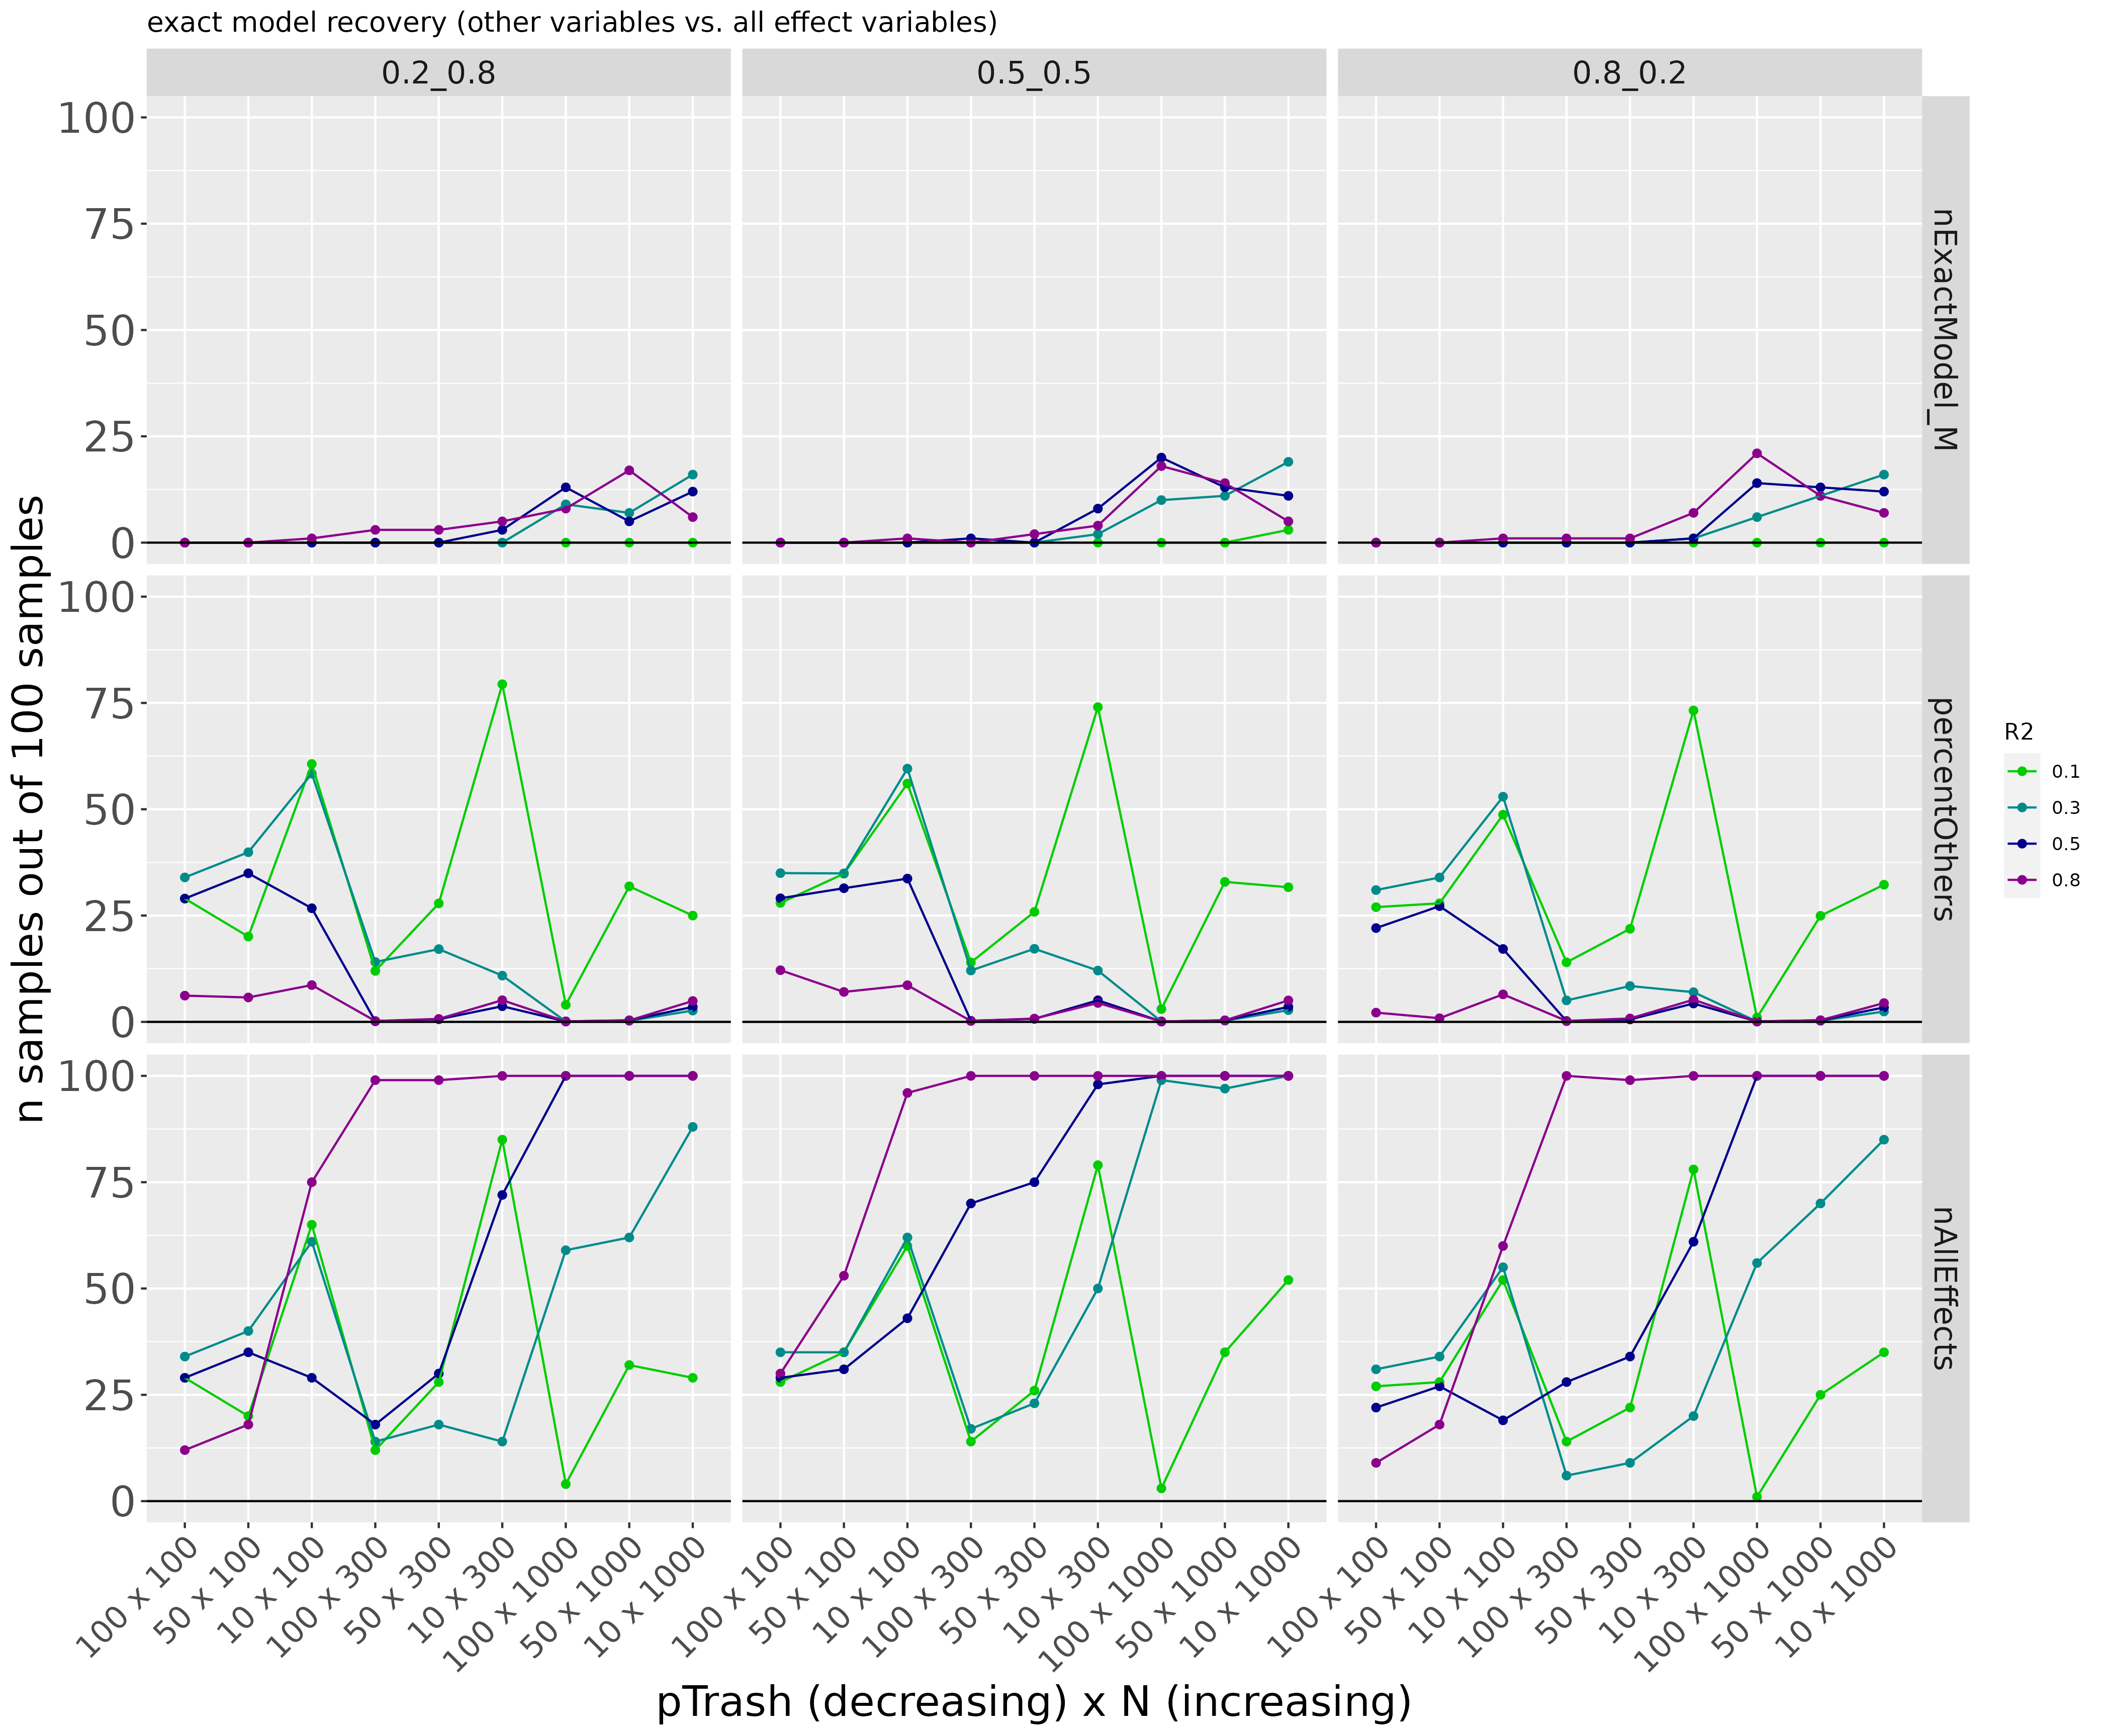 exact model recovery (other variables vs. all effect variables)
0.2_0.8
0.5_0.5
0.8_0.2
n samples out of 100 samples
100
75
50
25
0
nExactModel_M
100
75
50
25
0
percentOthers
100
75
50
25
0
nAllEffects
R2
0.1
0.3
0.5
0.8
100 x 100
50 x 100
10 x 100
100 x 300
50 x 300
10 x 300
100 x 1000
50 x 1000
10 x 1000
100 x 100
50 x 100
10 x 100
100 x 300
50 x 300
10 x 300
100 x 1000
50 x 1000
10 x 1000
100 x 100
50 x 100
10 x 100
100 x 300
50 x 300
10 x 300
100 x 1000
50 x 1000
10 x 1000
pTrash (decreasing) x N (increasing)